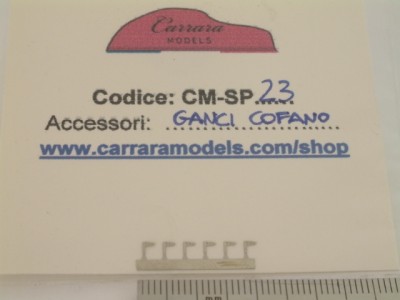 Carrara
MODELS
Codice: CM-SP.23...
Accessori: GANCI COFANO
www.carraramodels.com/shop